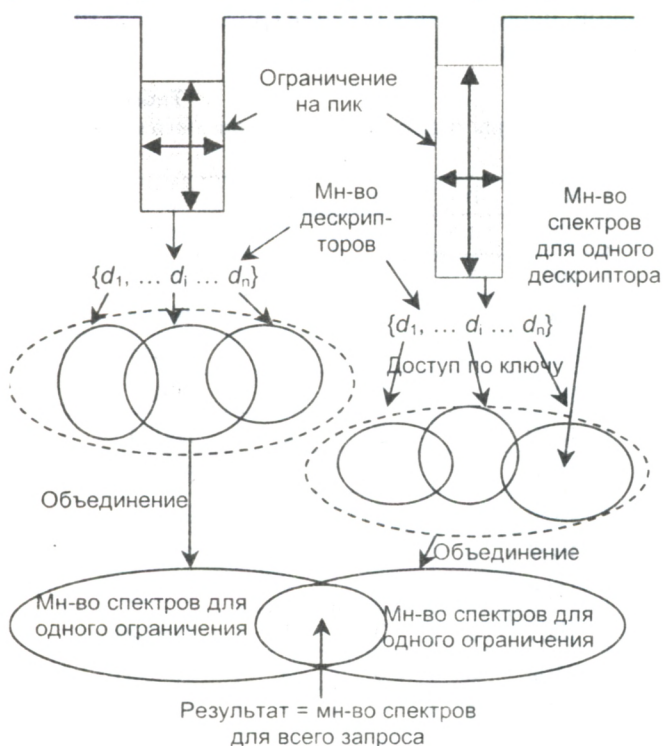 Ограничение
на пик
Мн-во
дескрип-
торов
Мн-во
спектров
для одного
дескриптора
{d₁, ... dᵢ ... dₙ}
{d₁, ... dᵢ ... dₙ}
Доступ по ключу
Объединение
Объединение
Мн-во спектров для
одного ограничения
Мн-во спектров для
одного ограничения
Результат = мн-во спектров
для всего запроса